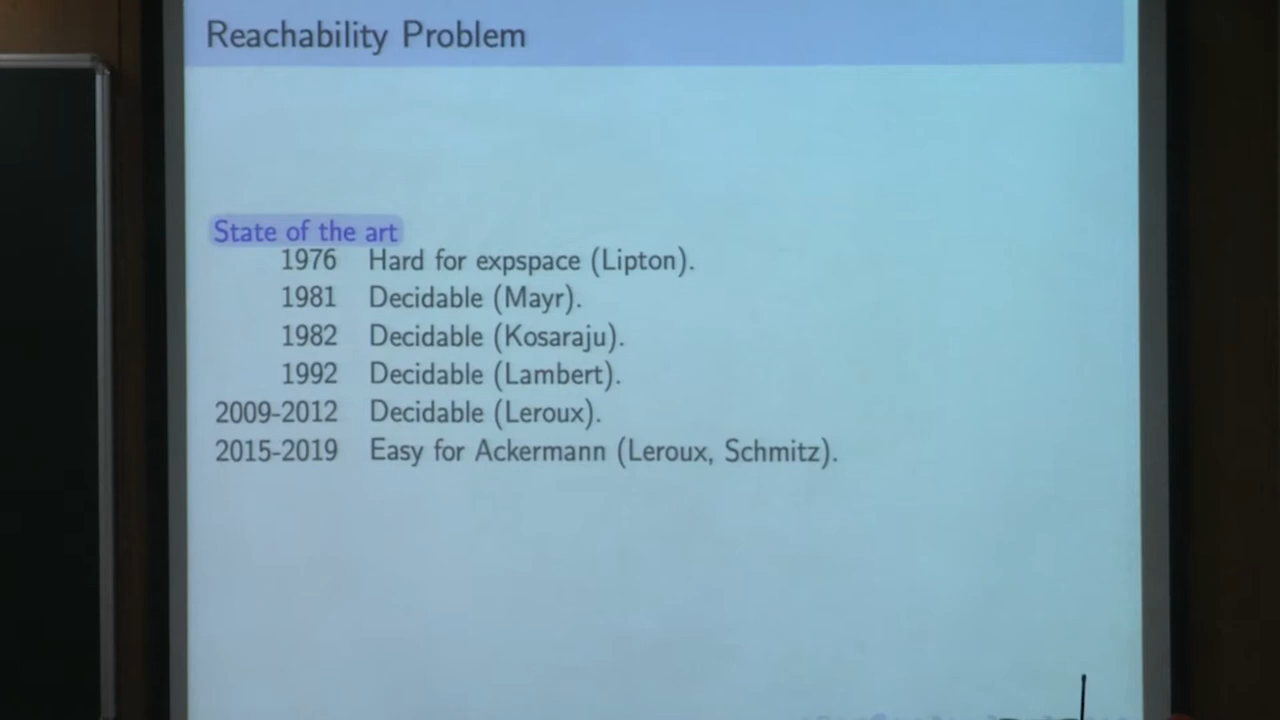 Reachability Problem
State of the art
1976 Hard for expspace (Lipton).
1981 Decidable (Mayr).
1982 Decidable (Kosaraju).
1992 Decidable (Lambert).
2009-2012 Decidable (Leroux).
2015-2019 Easy for Ackermann (Leroux, Schmitz).